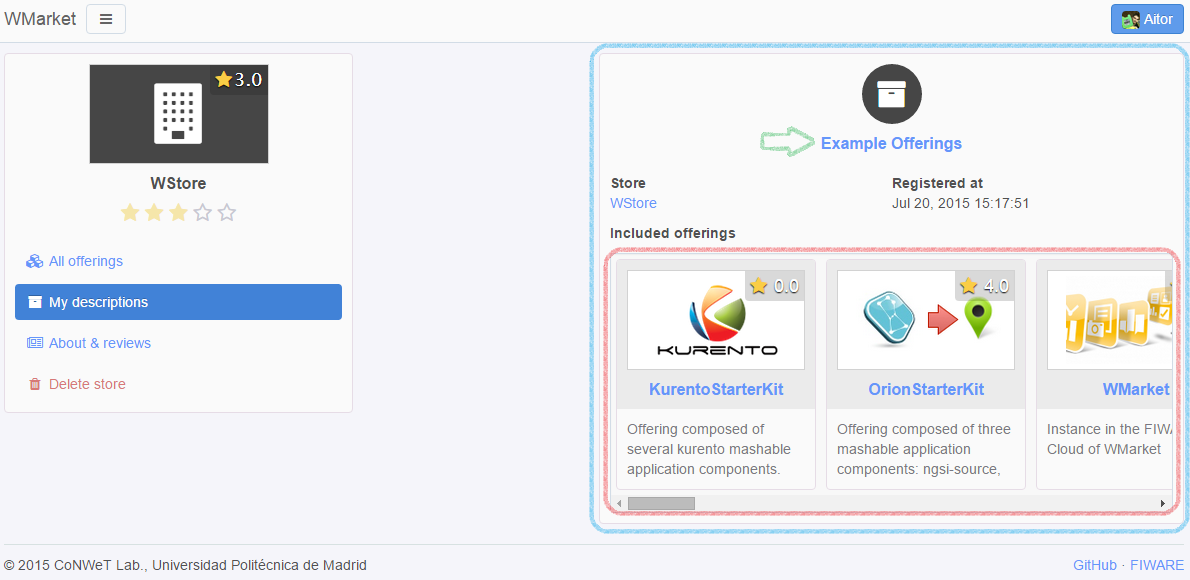 WMarket
Aitor
3.0
WStore
All offerings
My descriptions
About & reviews
Delete store
Example Offerings
Store
Registered at
WStore
Jul 20, 2015 15:17:51
Included offerings
0.0
KURENTO
KurentoStarterKit
Offering composed of
several kurento mashable
application components.
4.0
OrionStarterKit
Offering composed of three
mashable application
components: ngsi-source,
WMarket
Instance in the FIWA
Cloud of WMarket
© 2015 CoNWeT Lab., Universidad Politécnica de Madrid
GitHub · FIWARE